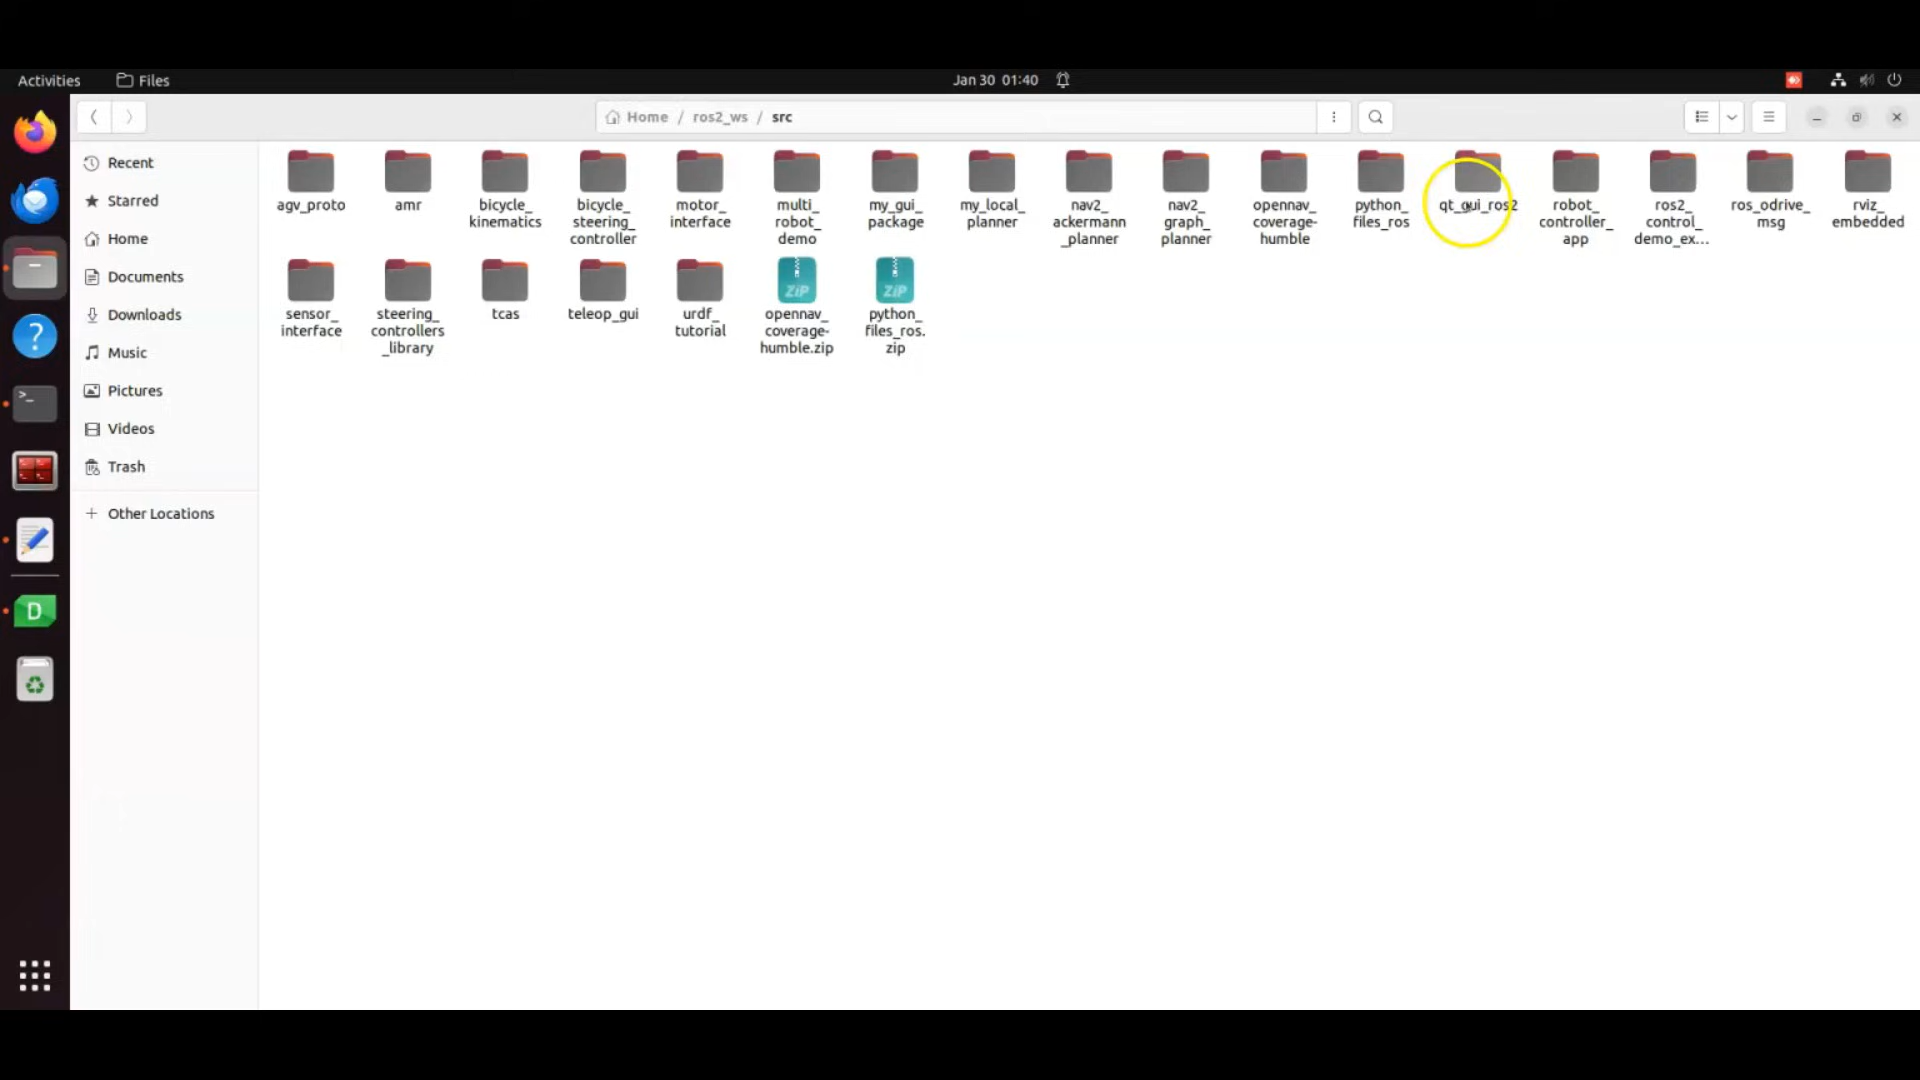 Activities
Files
Jan 30 01:40
Home / ros2_ws / src
Recent
Starred
Home
Documents
Downloads
Music
Pictures
Videos
Trash
+ Other Locations
agv_proto
amr
bicycle_
kinematics
bicycle_
steering_
controller
motor_
interface
multi_
robot_
demo
my_gui_
package
my_local_
planner
nav2_
ackermann
_planner
nav2_
graph_
planner
opennav_
coverage-
humble
python_
files_ros
qt_gui_ros2
robot_
controller_
app
ros2_
control_
demo_ex...
ros_odrive_
msg
rviz_
embedded
sensor_
interface
steering_
controllers
_library
tcas
teleop_gui
urdf_
tutorial
ZiP
opennav_
coverage-
humble.zip
ZiP
python_
files_ros.
zip
>_
?
D